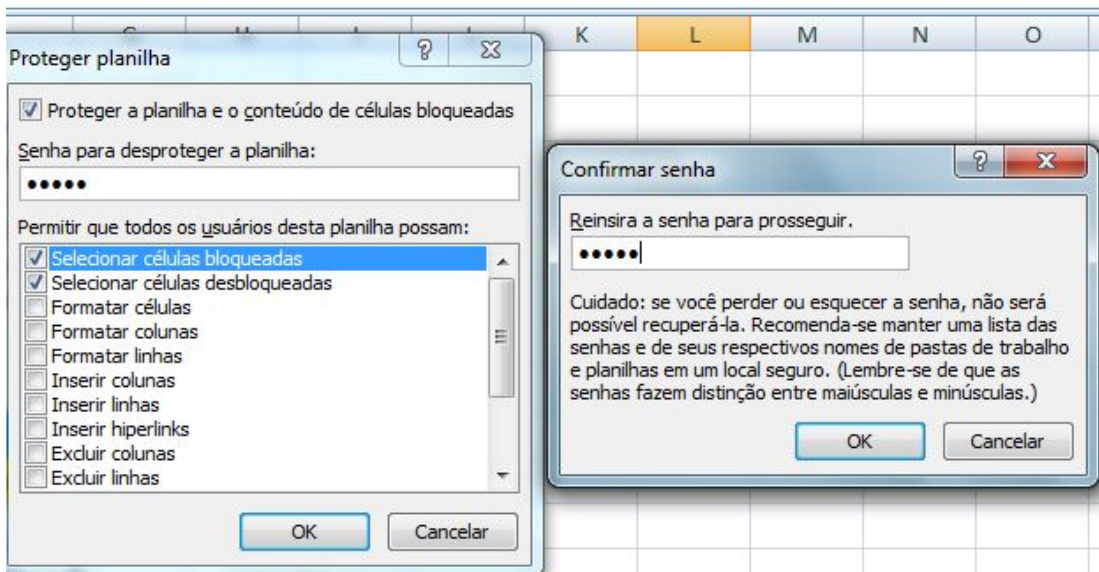 K L M N O
Proteger planilha
Proteger a planilha e o conteúdo de células bloqueadas
Senha para desproteger a planilha:
•••••
Permitir que todos os usuários desta planilha possam:
Selecionar células bloqueadas
Selecionar células desbloqueadas
Formatar células
Formatar colunas
Formatar linhas
Inserir colunas
Inserir linhas
Inserir hiperlinks
Excluir colunas
Excluir linhas
OK Cancelar
Confirmar senha
Reinsira a senha para prosseguir.
•••••
Cuidado: se você perder ou esquecer a senha, não será
possível recuperá-la. Recomenda-se manter uma lista das
senhas e de seus respectivos nomes de pastas de trabalho
e planilhas em um local seguro. (Lembre-se de que as
senhas fazem distinção entre maiúsculas e minúsculas.)
OK Cancelar